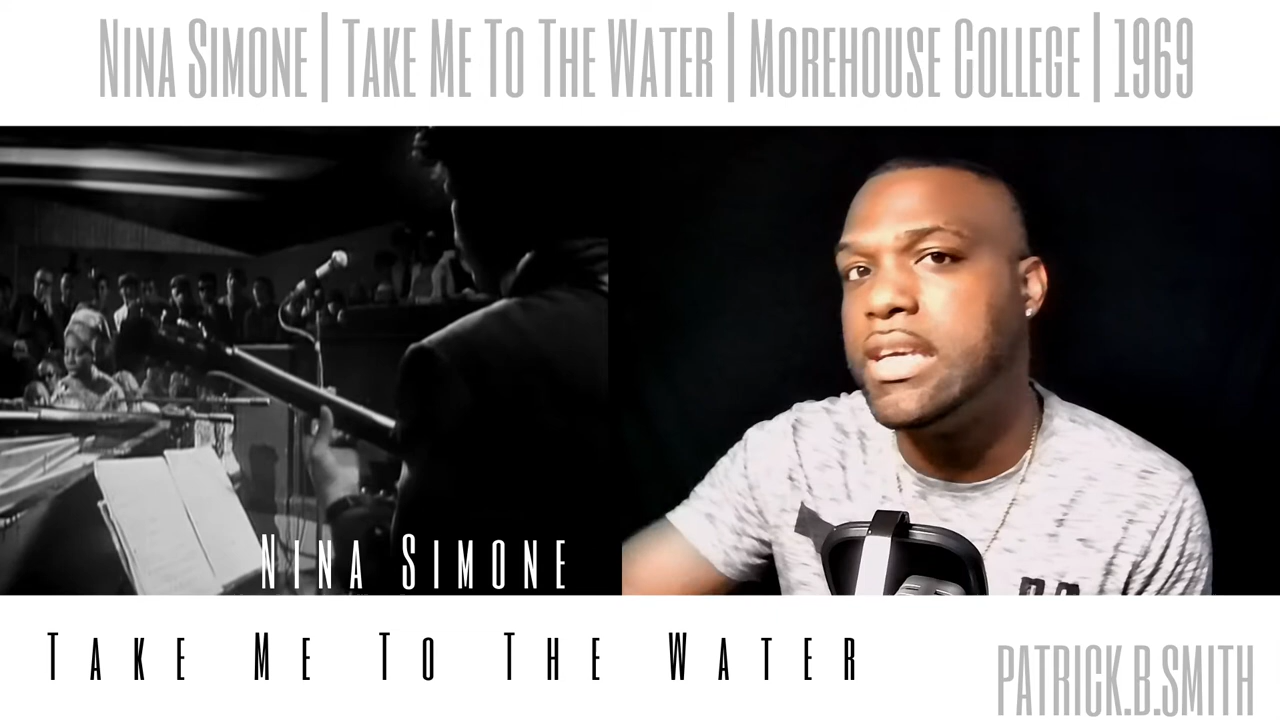 NINA SIMONE | TAKE ME TO THE WATER | MOREHOUSE COLLEGE | 1969
NINA SIMONE
TAKE ME TO THE WATER
PATRICK.B.SMITH